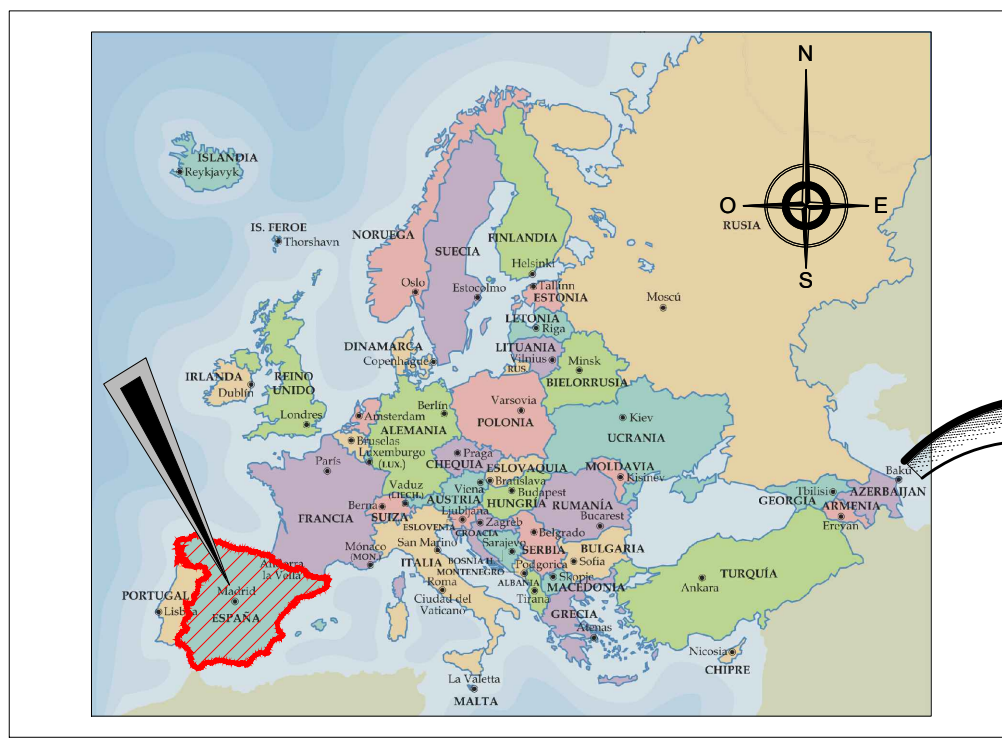 N
O
E
S
RUSIA
ISLANDIA
Reykjavyk
IS. FEROE
Thorshavn
NORUEGA
SUECIA
FINLANDIA
Helsinki
Oslo
Estocolmo
Tallinn
ESTONIA
Moscú
LETONIA
Riga
DINAMARCA
Copenhague
LITUANIA
Vilnius
RUS.
Minsk
BIELORRUSIA
IRLANDA
Dublín
REINO
UNIDO
Londres
Amsterdam
Berlín
ALEMANIA
Varsovia
POLONIA
Kiev
UCRANIA
Bruselas
Luxemburgo
(LUX.)
Praga
CHEQUIA
ESLOVAQUIA
Bratislava
MOLDAVIA
Kisinev
París
Vaduz
(LIECH.)
Viena
AUSTRIA
Budapest
HUNGRÍA
RUMANÍA
Bucarest
Berna
SUIZA
Ljubljana
ESLOVENIA
Zagreb
CROACIA
Belgrado
FRANCIA
San Marino
Sarajevo
SERBIA
BULGARIA
Sofía
Mónaco
(MON.)
ITALIA
BOSNIA H.
MONTENEGRO
Podgorica
Skopje
MACEDONIA
Andorra
la Vella
Roma
Ciudad del
Vaticano
ALBANIA
Tirana
GRECIA
Atenas
PORTUGAL
Lisboa
Madrid
ESPAÑA
TURQUÍA
Ankara
GEORGIA
Tbilisi
Bakú
AZERBAIJAN
ARMENIA
Erevan
La Valetta
MALTA
Nicosia
CHIPRE